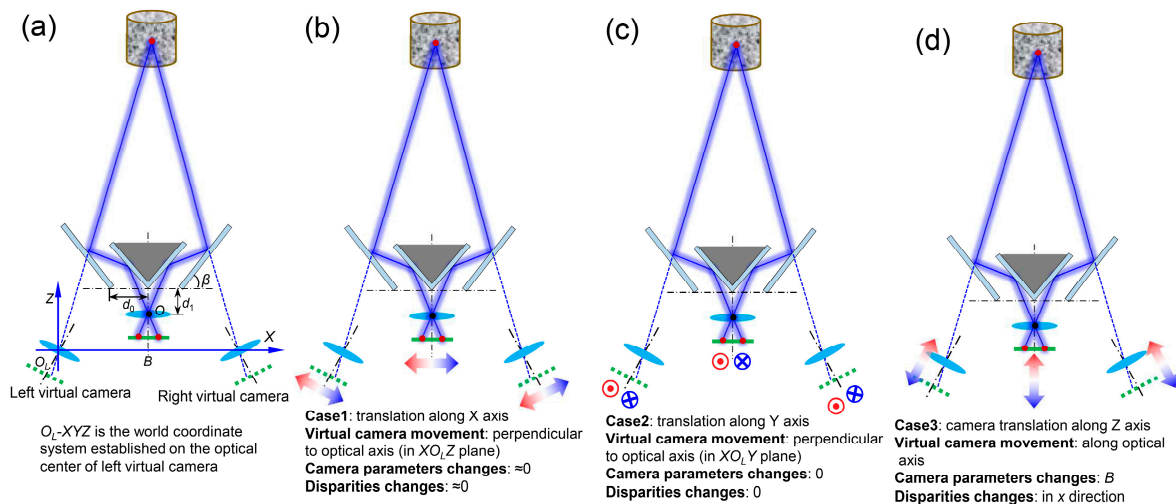 (a)
β
d₀
d₁
O
Z
X
O_L
B
Left virtual camera
Right virtual camera
O_L-XYZ is the world coordinate
system established on the optical
center of left virtual camera
(b)
Case1: translation along X axis
Virtual camera movement: perpendicular
to optical axis (in XO_LZ plane)
Camera parameters changes: ≈0
Disparities changes: ≈0
(c)
Case2: translation along Y axis
Virtual camera movement: perpendicular
to optical axis (in XO_LY plane)
Camera parameters changes: 0
Disparities changes: 0
(d)
Case3: camera translation along Z axis
Virtual camera movement: along optical
axis
Camera parameters changes: B
Disparities changes: in x direction